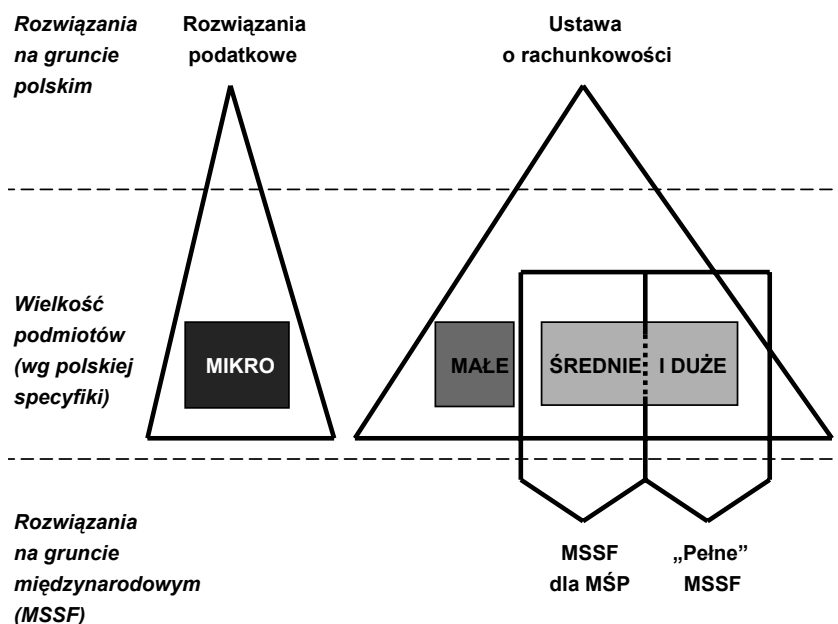 Rozwiązania
na gruncie
polskim
Rozwiązania
podatkowe
Ustawa
o rachunkowości
Wielkość
podmiotów
(wg polskiej
specyfiki)
MIKRO
MAŁE
ŚREDNIE
I DUŻE
Rozwiązania
na gruncie
międzynarodowym
(MSSF)
MSSF
dla MŚP
„Pełne”
MSSF